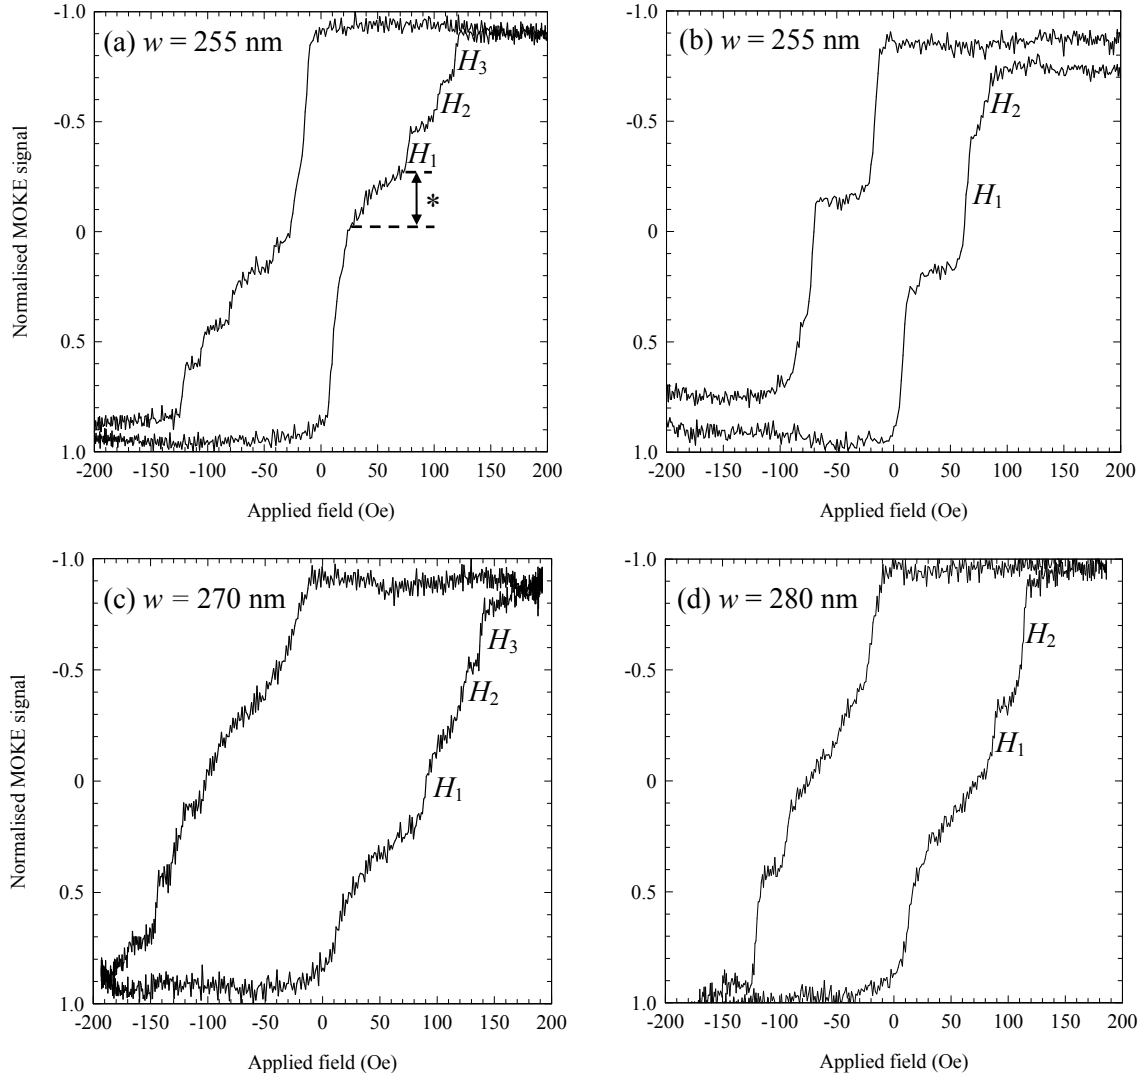 (a) w = 255 nm
-1.0
-0.5
0
0.5
1.0
Normalised MOKE signal
H3
H2
H1
*
-200 -150 -100 -50 0 50 100 150 200
Applied field (Oe)
(b) w = 255 nm
-1.0
-0.5
0
0.5
1.0
H2
H1
-200 -150 -100 -50 0 50 100 150 200
Applied field (Oe)
(c) w = 270 nm
-1.0
-0.5
0
0.5
1.0
Normalised MOKE signal
H3
H2
H1
-200 -150 -100 -50 0 50 100 150 200
Applied field (Oe)
(d) w = 280 nm
-1.0
-0.5
0
0.5
1.0
H2
H1
-200 -150 -100 -50 0 50 100 150 200
Applied field (Oe)